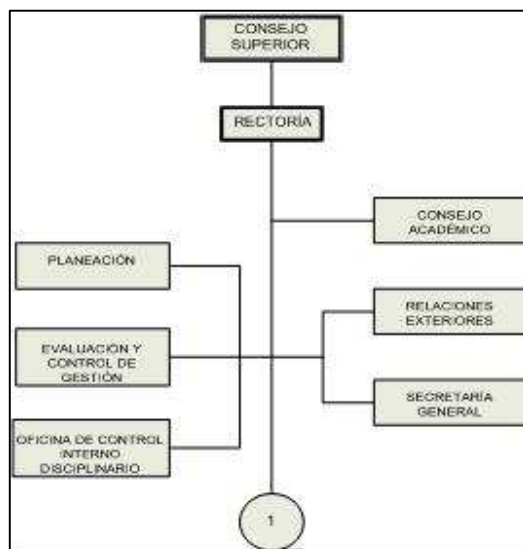 CONSEJO
SUPERIOR
RECTORÍA
CONSEJO
ACADÉMICO
PLANEACIÓN
RELACIONES
EXTERIORES
EVALUACIÓN Y
CONTROL DE
GESTIÓN
SECRETARÍA
GENERAL
OFICINA DE CONTROL
INTERNO
DISCIPLINARIO
1